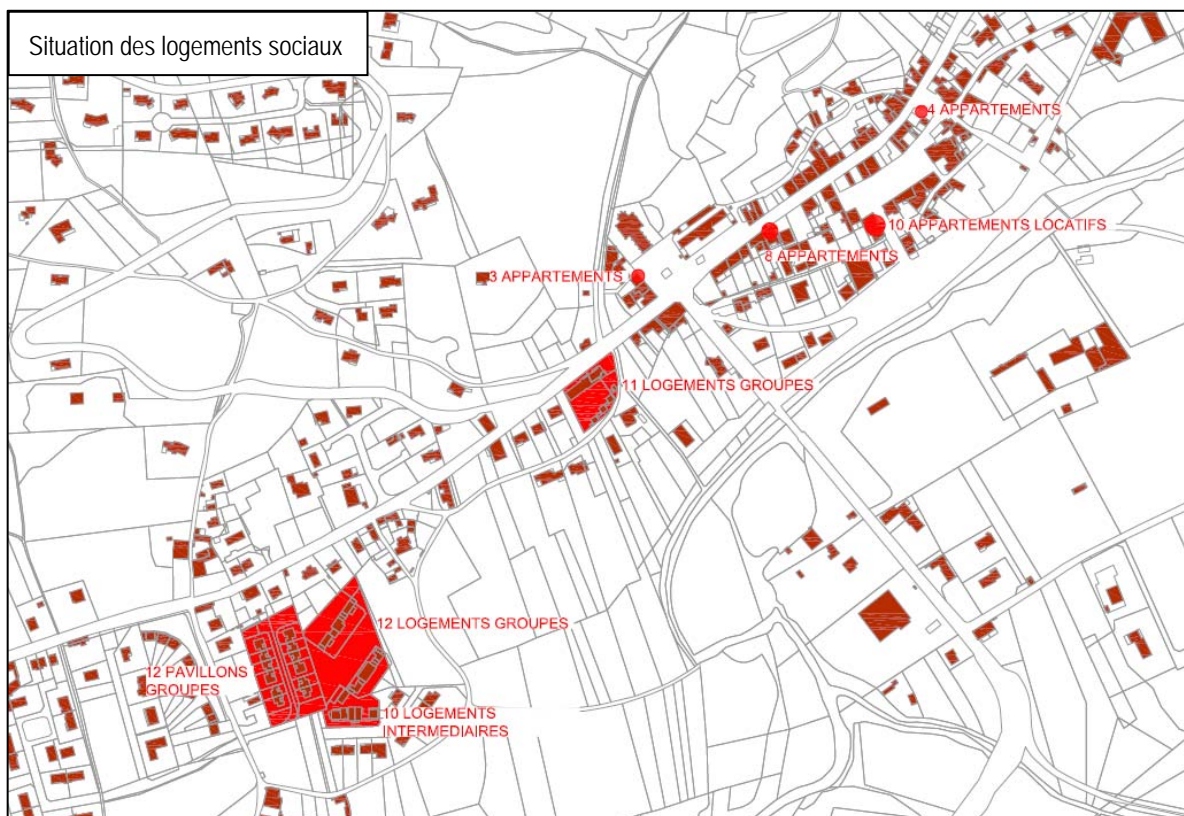 Situation des logements sociaux
4 APPARTEMENTS
10 APPARTEMENTS LOCATIFS
8 APPARTEMENTS
3 APPARTEMENTS
11 LOGEMENTS GROUPES
12 LOGEMENTS GROUPES
12 PAVILLONS
GROUPES
10 LOGEMENTS
INTERMEDIAIRES